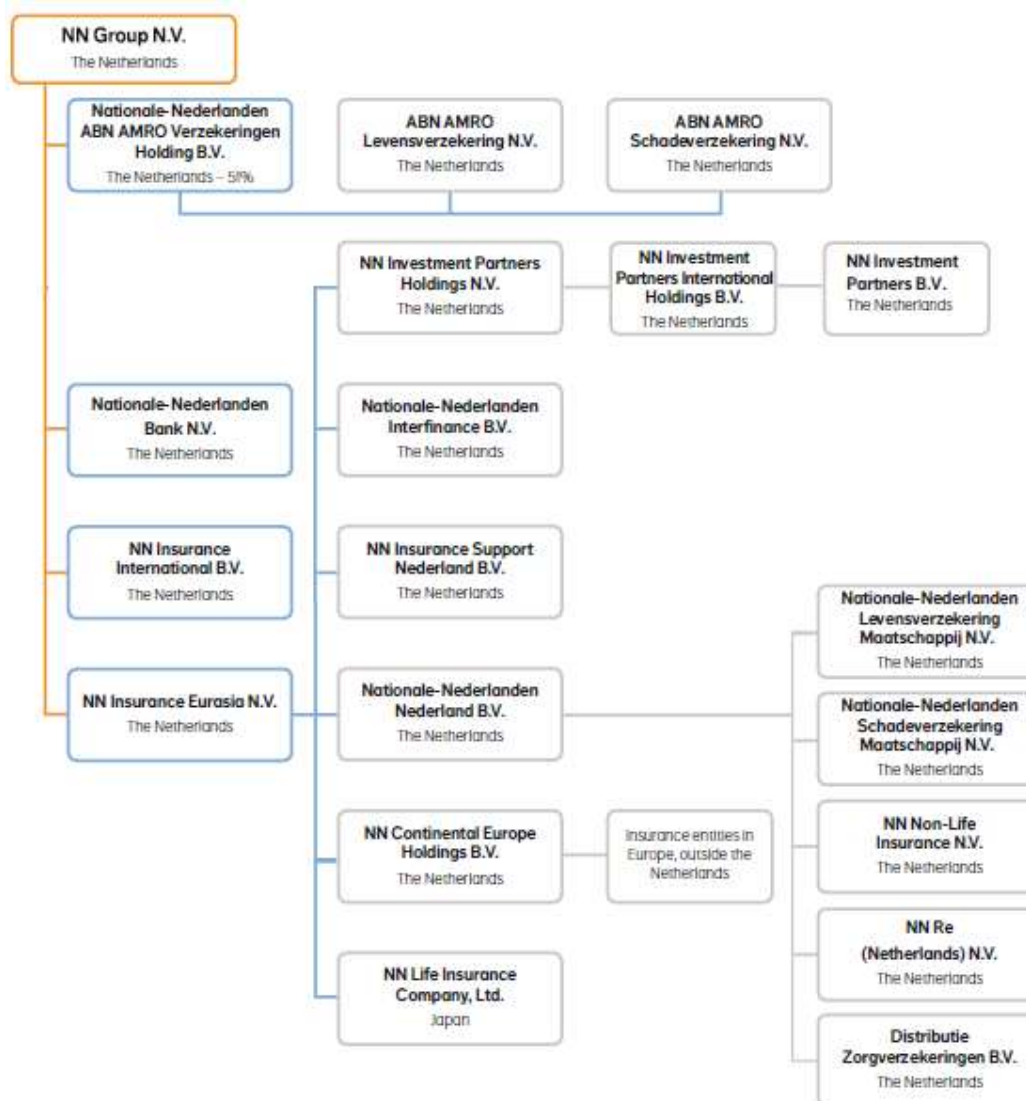 NN Group N.V.
The Netherlands
Nationale-Nederlanden
ABN AMRO Verzekeringen
Holding B.V.
The Netherlands – 51%
ABN AMRO
Levensverzekering N.V.
The Netherlands
ABN AMRO
Schadeverzekering N.V.
The Netherlands
NN Investment Partners
Holdings N.V.
The Netherlands
NN Investment
Partners International
Holdings B.V.
The Netherlands
NN Investment
Partners B.V.
The Netherlands
Nationale-Nederlanden
Bank N.V.
The Netherlands
Nationale-Nederlanden
Interfinance B.V.
The Netherlands
NN Insurance
International B.V.
The Netherlands
NN Insurance Support
Nederland B.V.
The Netherlands
NN Insurance Eurasia N.V.
The Netherlands
Nationale-Nederlanden
Nederland B.V.
The Netherlands
Nationale-Nederlanden
Levensverzekering
Maatschappij N.V.
The Netherlands
Nationale-Nederlanden
Schadeverzekering
Maatschappij N.V.
The Netherlands
NN Continental Europe
Holdings B.V.
The Netherlands
Insurance entities in
Europe, outside the
Netherlands
NN Non-Life
Insurance N.V.
The Netherlands
NN Re
(Netherlands) N.V.
The Netherlands
NN Life Insurance
Company, Ltd.
Japan
Distributie
Zorgverzekeringen B.V.
The Netherlands